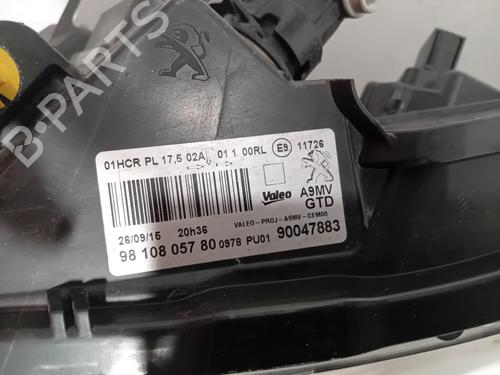 01HCR PL 17,5 02A 01 1 00RL E9 11726
Valeo A9MV
GTD
26/09/15 20h36 VALEO-PROJ-A9MV-CEM00
98 108 057 80 0978 PU01 90047883
B-PARTS